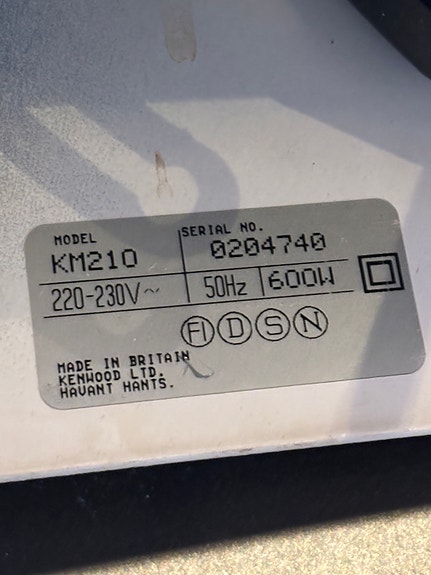 MODEL SERIAL NO.
KM210 0204740
220-230V~ 50Hz 600W
FI D S N
MADE IN BRITAIN
KENWOOD LTD.
HAVANT HANTS.